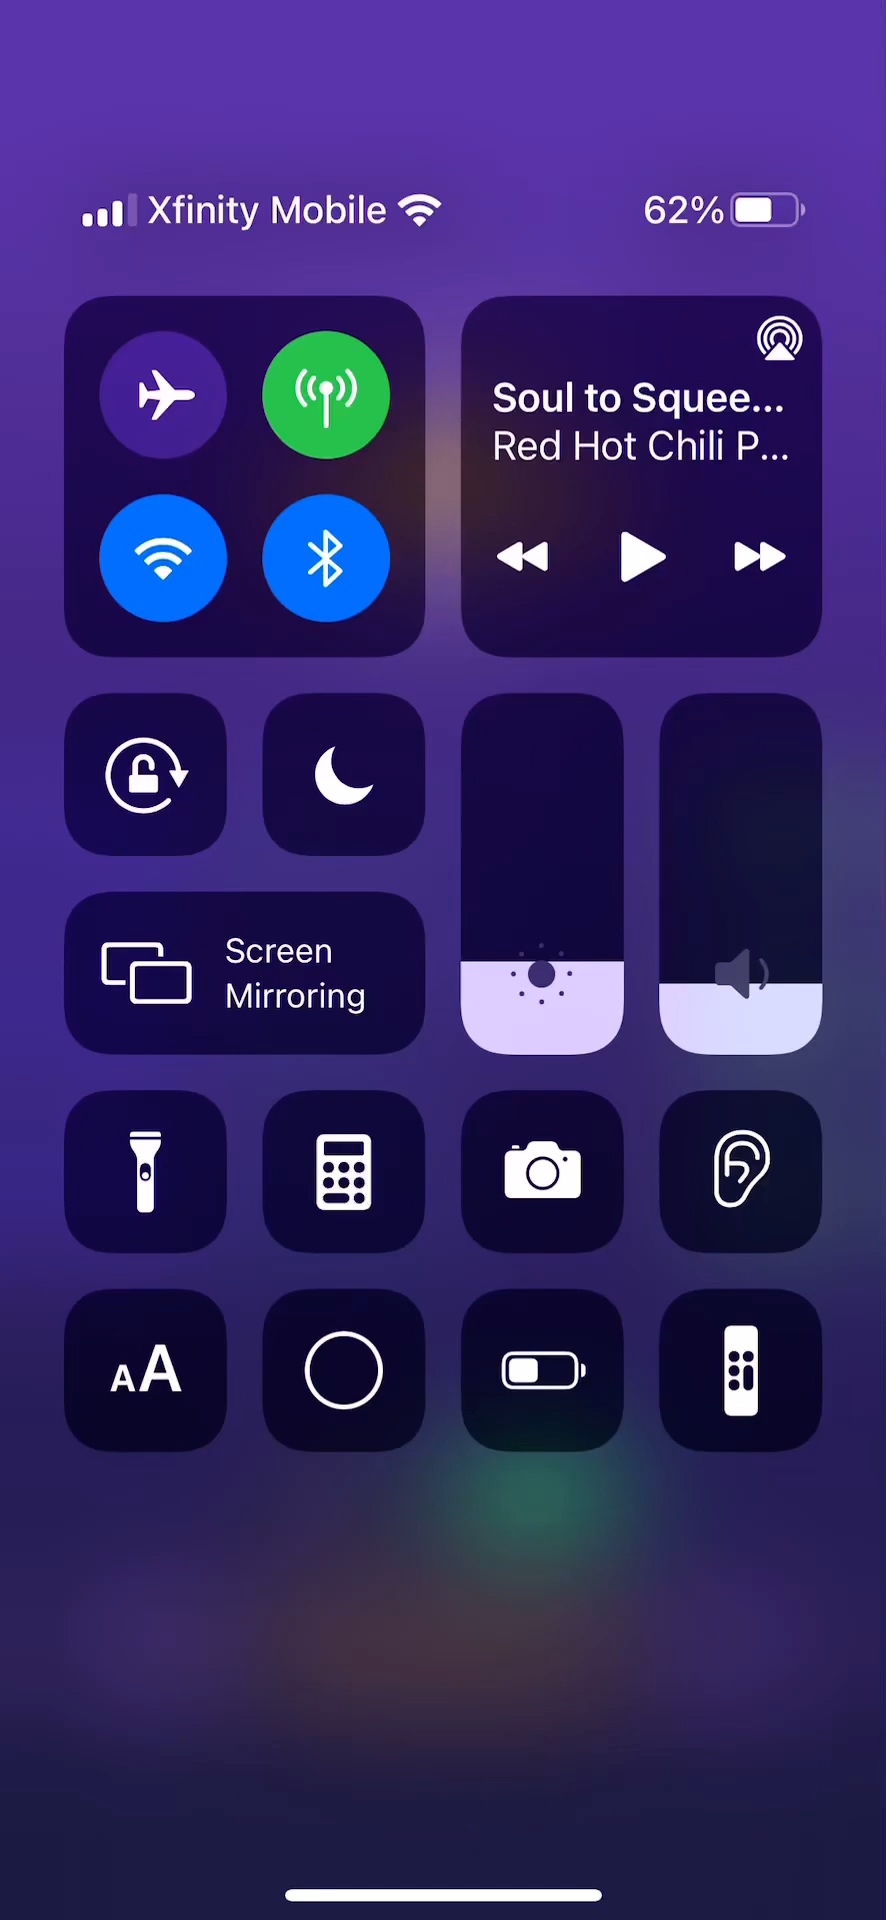 Xfinity Mobile
62%
Soul to Squee...
Red Hot Chili P...
Screen
Mirroring
AA